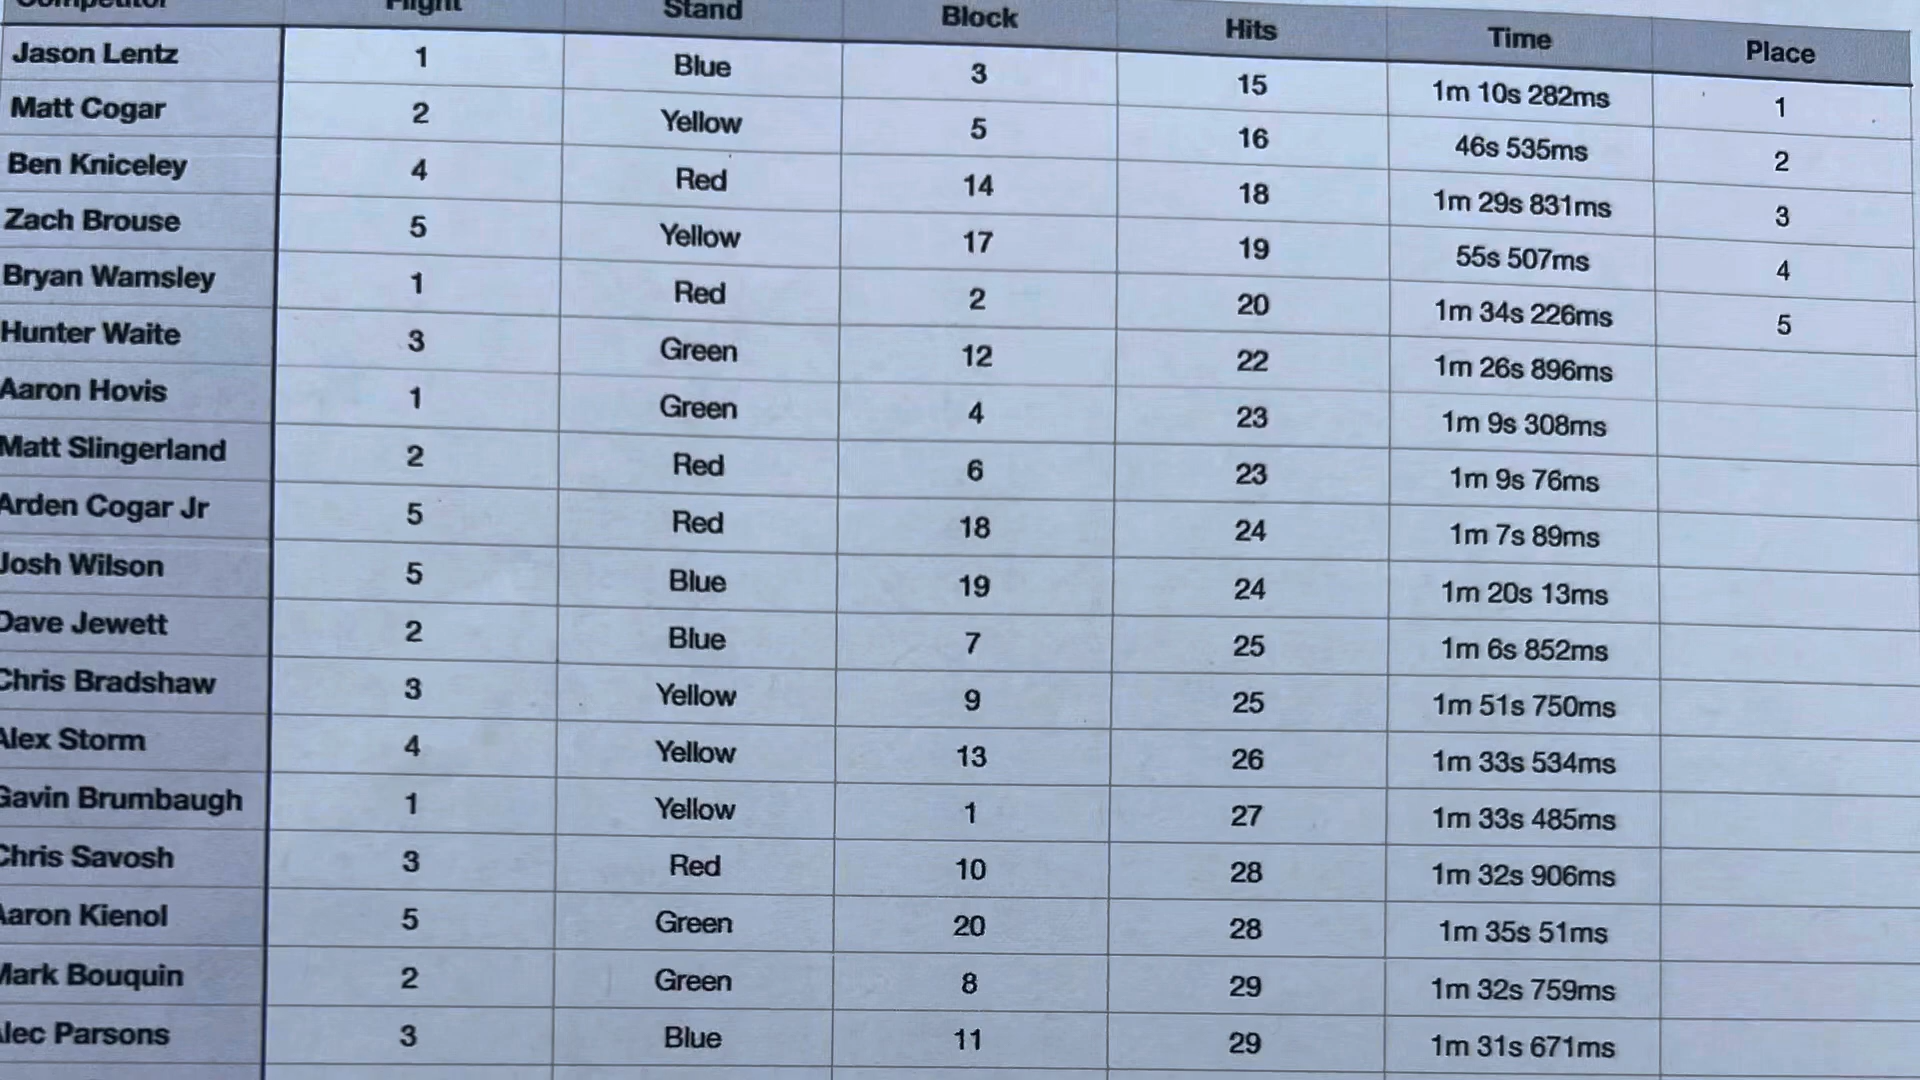 Competitor Flight Stand Block Hits Time Place
Jason Lentz 1 Blue 3 15 1m 10s 282ms 1
Matt Cogar 2 Yellow 5 16 46s 535ms 2
Ben Kniceley 4 Red 14 18 1m 29s 831ms 3
Zach Brouse 5 Yellow 17 19 55s 507ms 4
Bryan Wamsley 1 Red 2 20 1m 34s 226ms 5
Hunter Waite 3 Green 12 22 1m 26s 896ms
Aaron Hovis 1 Green 4 23 1m 9s 308ms
Matt Slingerland 2 Red 6 23 1m 9s 76ms
Arden Cogar Jr 5 Red 18 24 1m 7s 89ms
Josh Wilson 5 Blue 19 24 1m 20s 13ms
Dave Jewett 2 Blue 7 25 1m 6s 852ms
Chris Bradshaw 3 Yellow 9 25 1m 51s 750ms
Alex Storm 4 Yellow 13 26 1m 33s 534ms
Gavin Brumbaugh 1 Yellow 1 27 1m 33s 485ms
Chris Savosh 3 Red 10 28 1m 32s 906ms
Aaron Kienol 5 Green 20 28 1m 35s 51ms
Mark Bouquin 2 Green 8 29 1m 32s 759ms
Alec Parsons 3 Blue 11 29 1m 31s 671ms